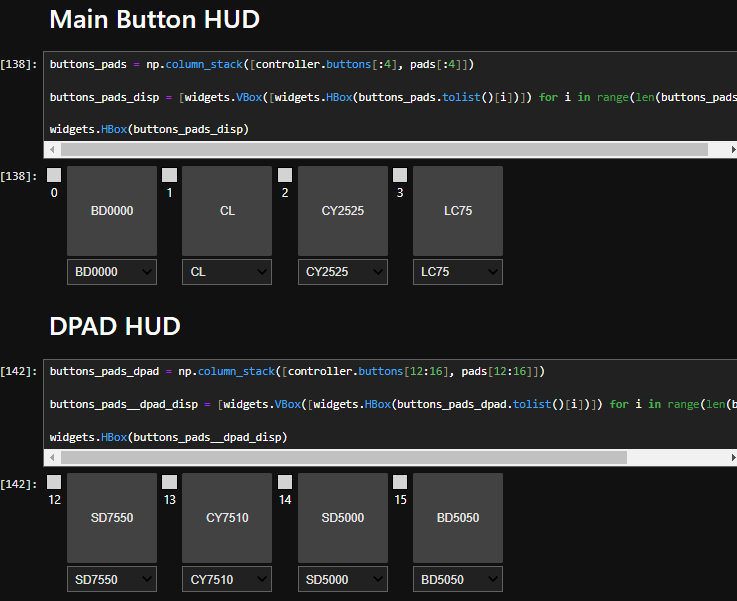 Main Button HUD
[138]: buttons_pads = np.column_stack([controller.buttons[:4], pads[:4]])
buttons_pads_disp = [widgets.VBox([widgets.HBox(buttons_pads.tolist()[i])]) for i in range(len(buttons_pads
widgets.HBox(buttons_pads_disp)
[138]:
0 BD0000 1 CL 2 CY2525 3 LC75
BD0000 CL CY2525 LC75
DPAD HUD
[142]: buttons_pads_dpad = np.column_stack([controller.buttons[12:16], pads[12:16]])
buttons_pads__dpad_disp = [widgets.VBox([widgets.HBox(buttons_pads_dpad.tolist()[i])]) for i in range(len(b
widgets.HBox(buttons_pads__dpad_disp)
[142]:
12 SD7550 13 CY7510 14 SD5000 15 BD5050
SD7550 CY7510 SD5000 BD5050